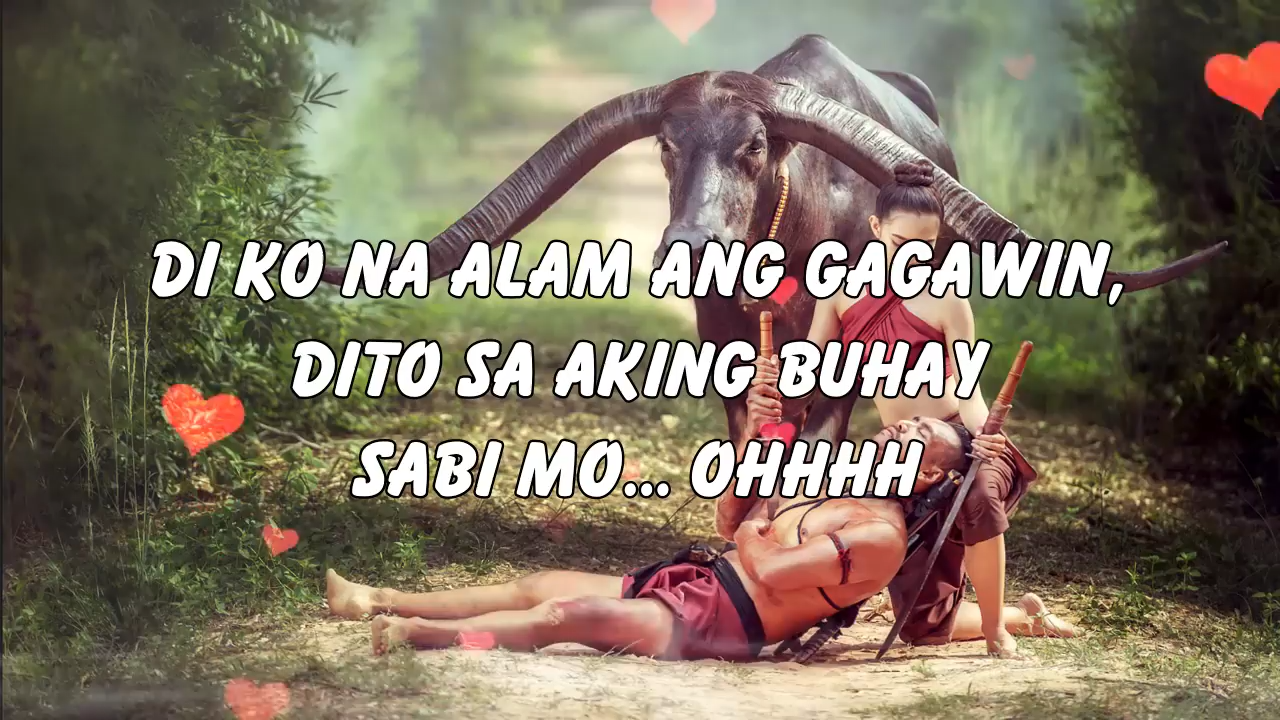 DI KO NA ALAM ANG GAGAWIN,
DITO SA AKING BUHAY
SABI MO... OHHHH